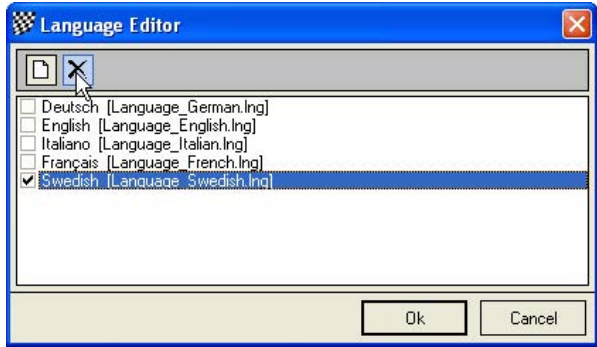 Language Editor
Deutsch [Language_German.lng]
English [Language_English.lng]
Italiano [Language_Italian.lng]
Français [Language_French.lng]
Swedish [Language_Swedish.lng]
Ok
Cancel